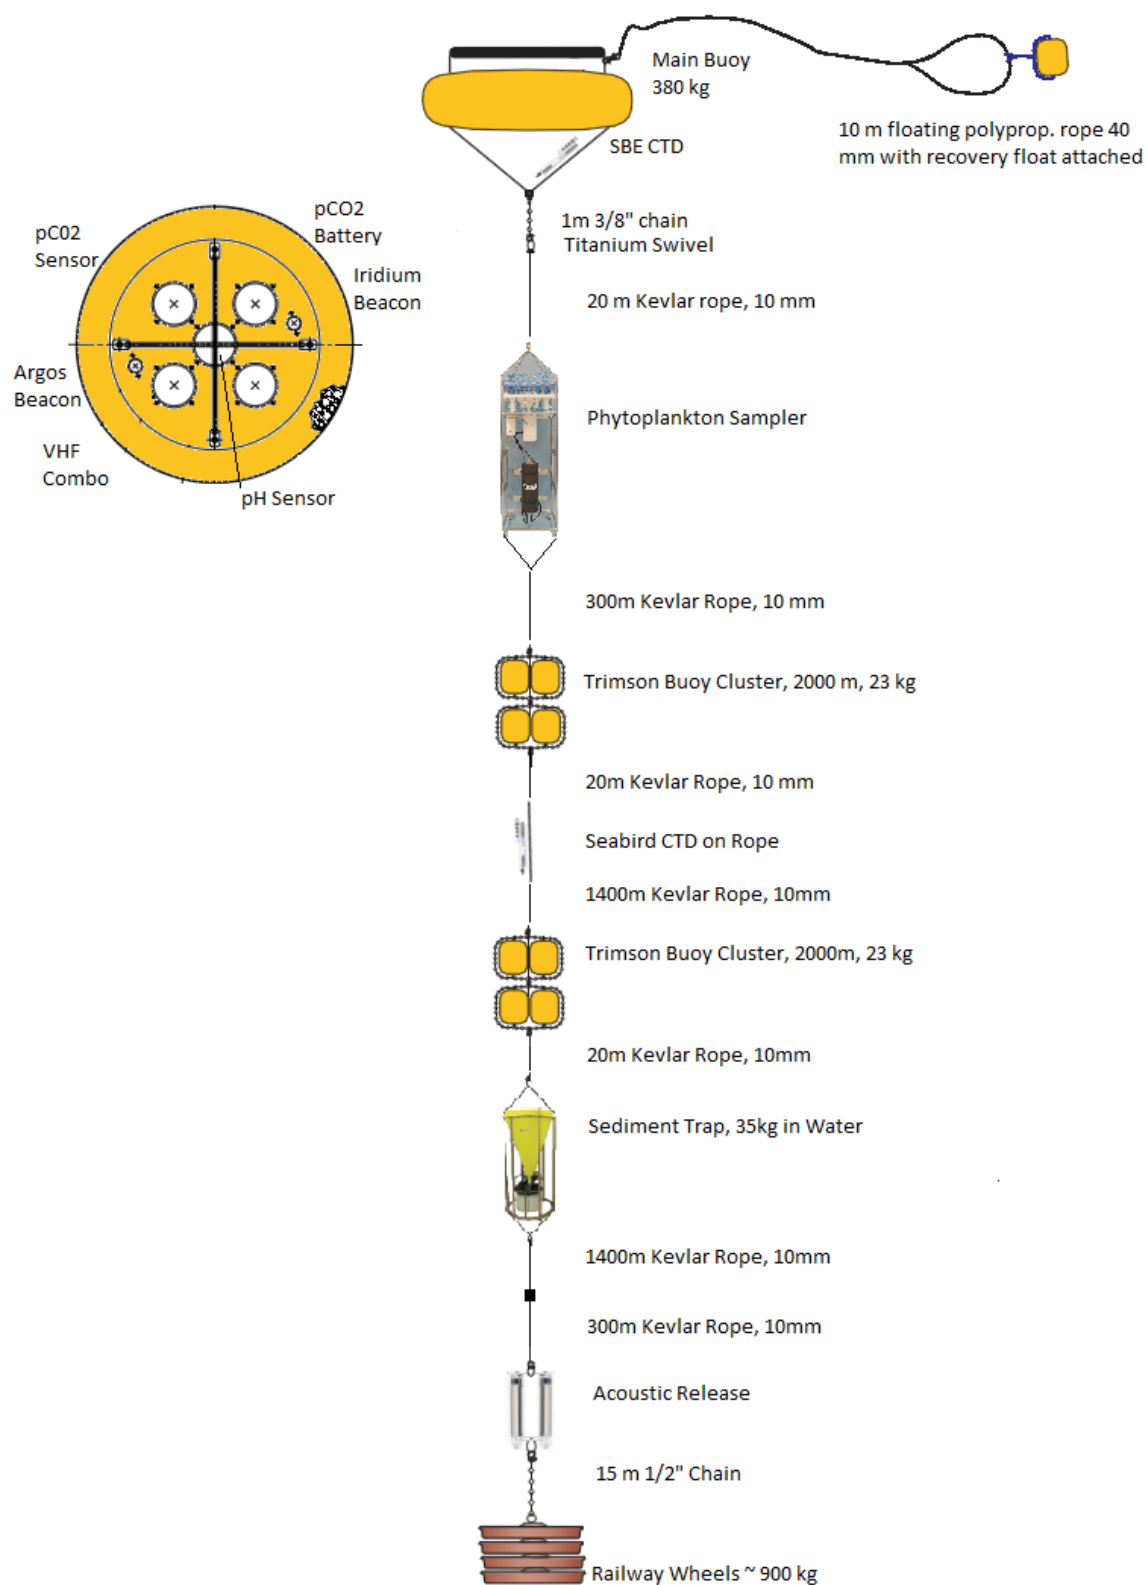 Main Buoy
380 kg
10 m floating polyprop. rope 40
mm with recovery float attached
SBE CTD
1m 3/8" chain
Titanium Swivel
pCO2
Battery
pC02
Sensor
Iridium
Beacon
Argos
Beacon
VHF
Combo
pH Sensor
20 m Kevlar rope, 10 mm
Phytoplankton Sampler
300m Kevlar Rope, 10 mm
Trimson Buoy Cluster, 2000 m, 23 kg
20m Kevlar Rope, 10 mm
Seabird CTD on Rope
1400m Kevlar Rope, 10mm
Trimson Buoy Cluster, 2000m, 23 kg
20m Kevlar Rope, 10mm
Sediment Trap, 35kg in Water
1400m Kevlar Rope, 10mm
300m Kevlar Rope, 10mm
Acoustic Release
15 m 1/2" Chain
Railway Wheels ~ 900 kg